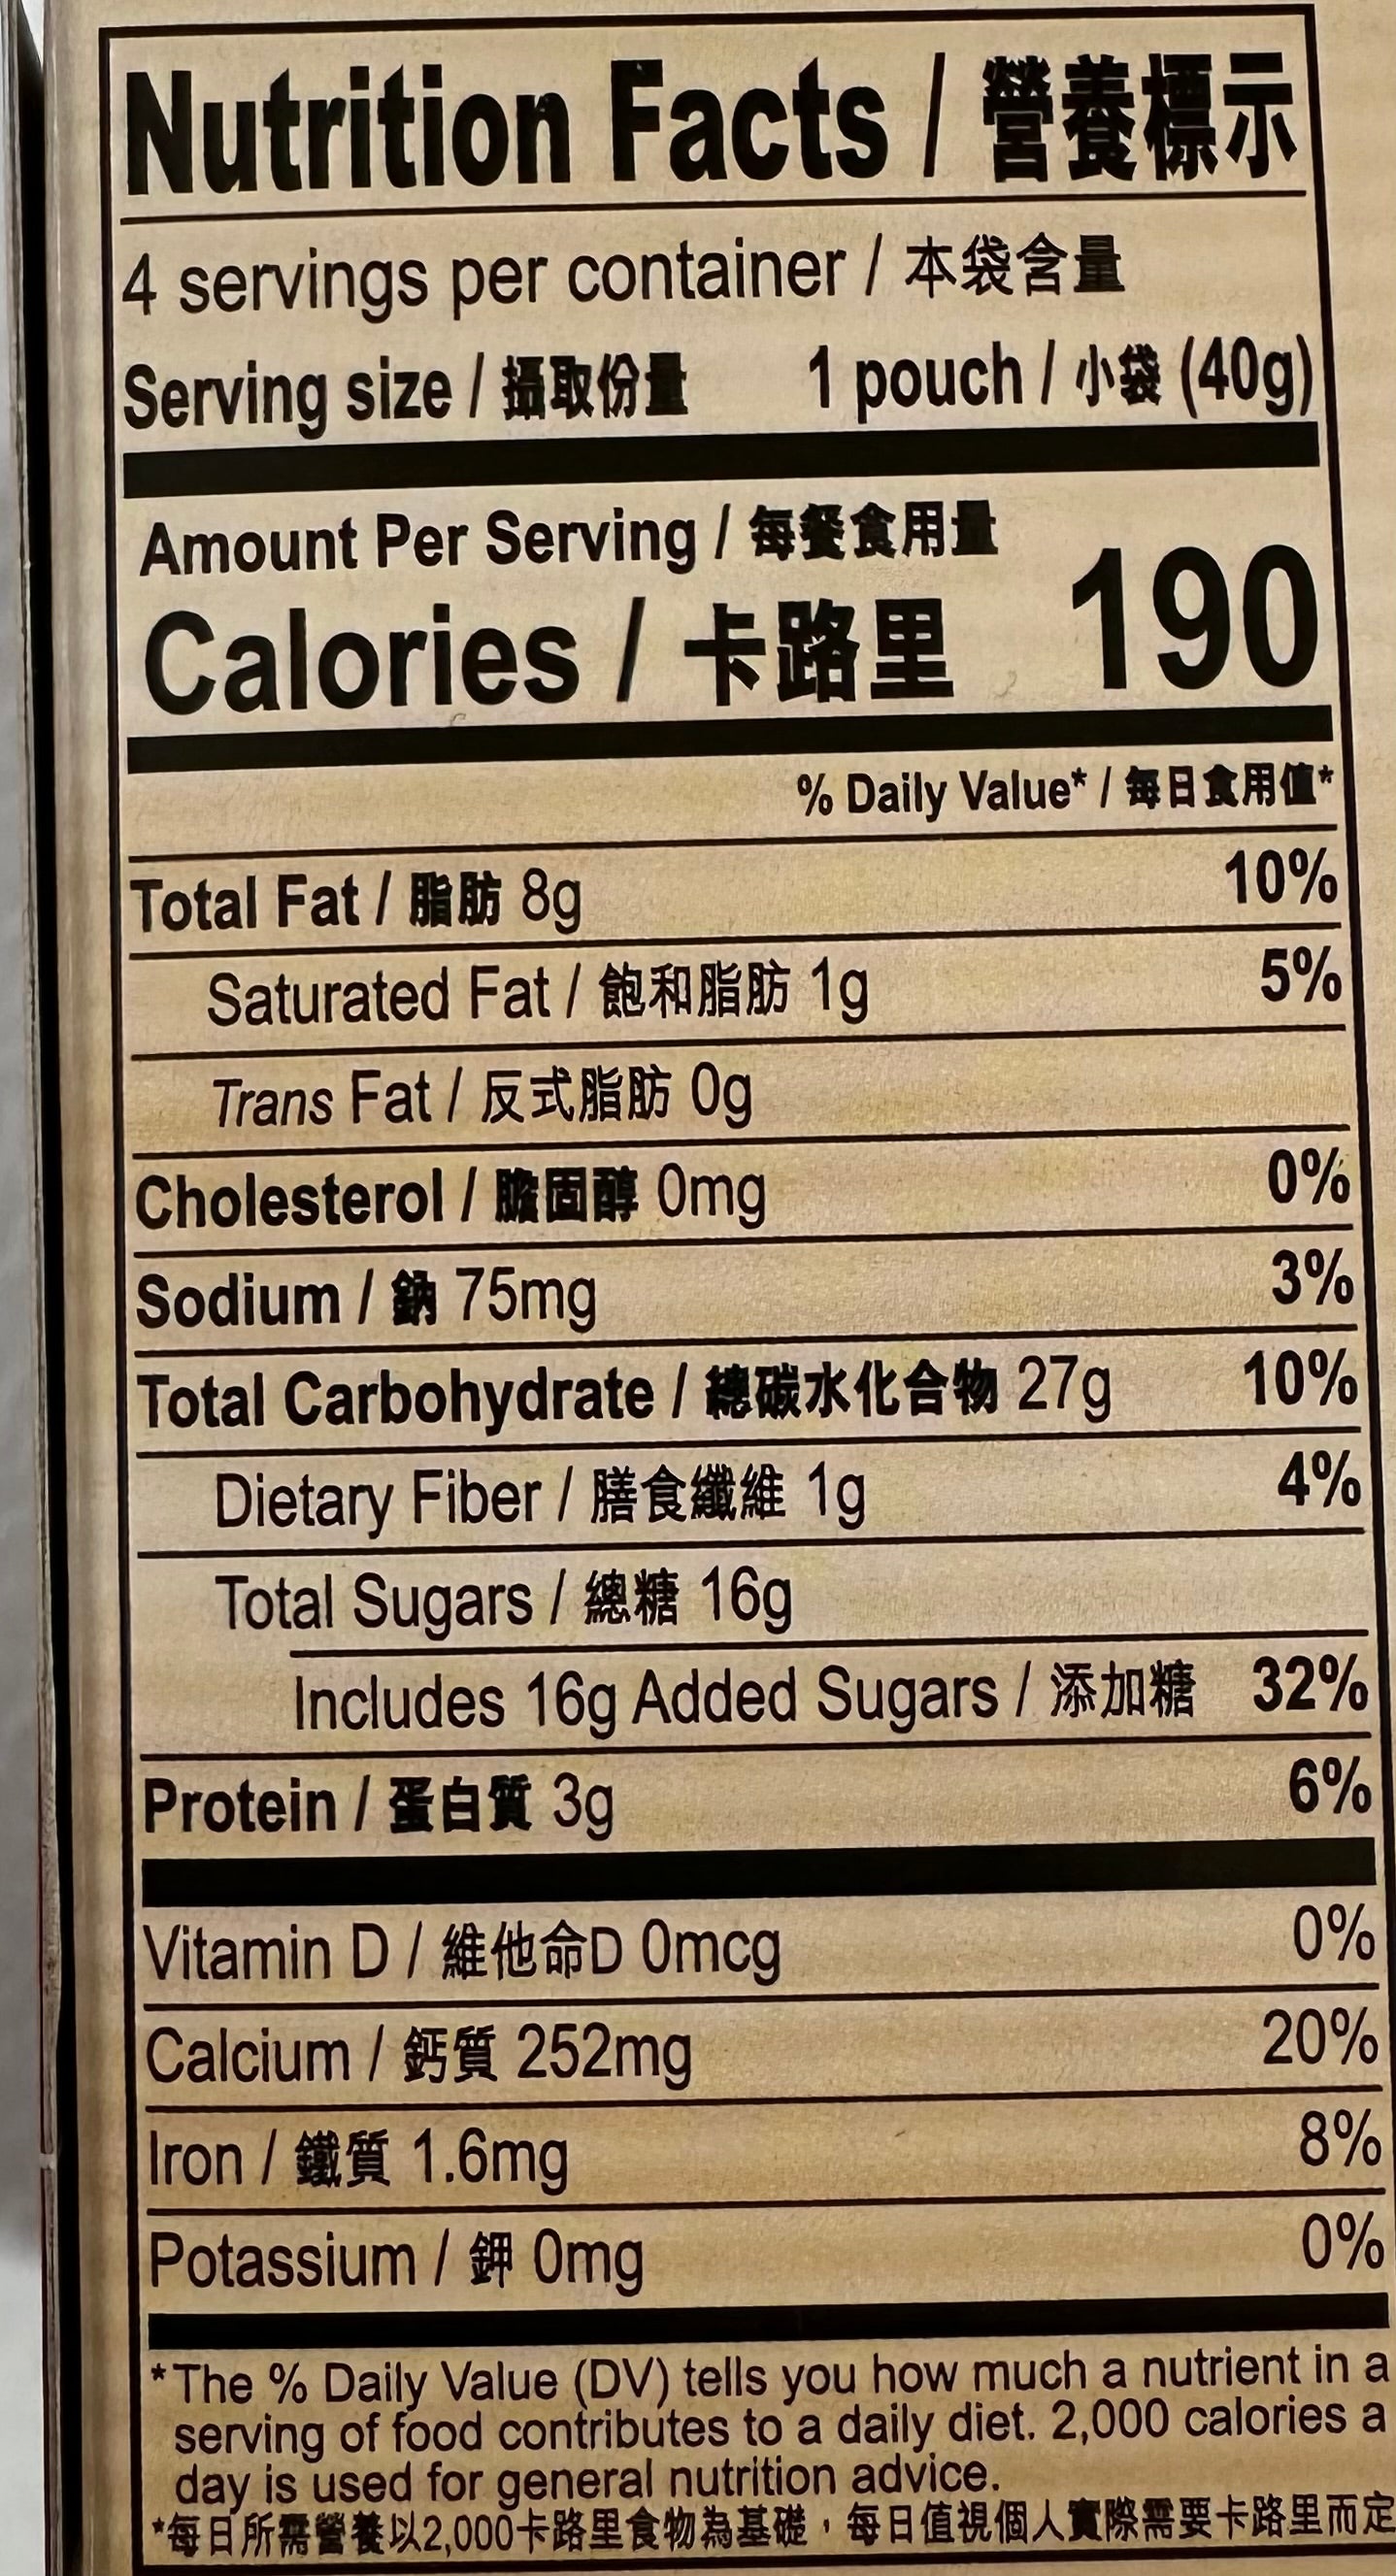 Nutrition Facts / 營養標示
4 servings per container / 本袋含量
Serving size / 攝取份量 1 pouch / 小袋 (40g)
Amount Per Serving / 每餐食用量
Calories / 卡路里 190
% Daily Value* / 每日食用值*
Total Fat / 脂肪 8g 10%
Saturated Fat / 飽和脂肪 1g 5%
Trans Fat / 反式脂肪 0g
Cholesterol / 膽固醇 0mg 0%
Sodium / 鈉 75mg 3%
Total Carbohydrate / 總碳水化合物 27g 10%
Dietary Fiber / 膳食纖維 1g 4%
Total Sugars / 總糖 16g
Includes 16g Added Sugars / 添加糖 32%
Protein / 蛋白質 3g 6%
Vitamin D / 維他命D 0mcg 0%
Calcium / 鈣質 252mg 20%
Iron / 鐵質 1.6mg 8%
Potassium / 鉀 0mg 0%
*The % Daily Value (DV) tells you how much a nutrient in a
serving of food contributes to a daily diet. 2,000 calories a
day is used for general nutrition advice.
*每日所需營養以2,000卡路里食物為基礎，每日值視個人實際需要卡路里而定